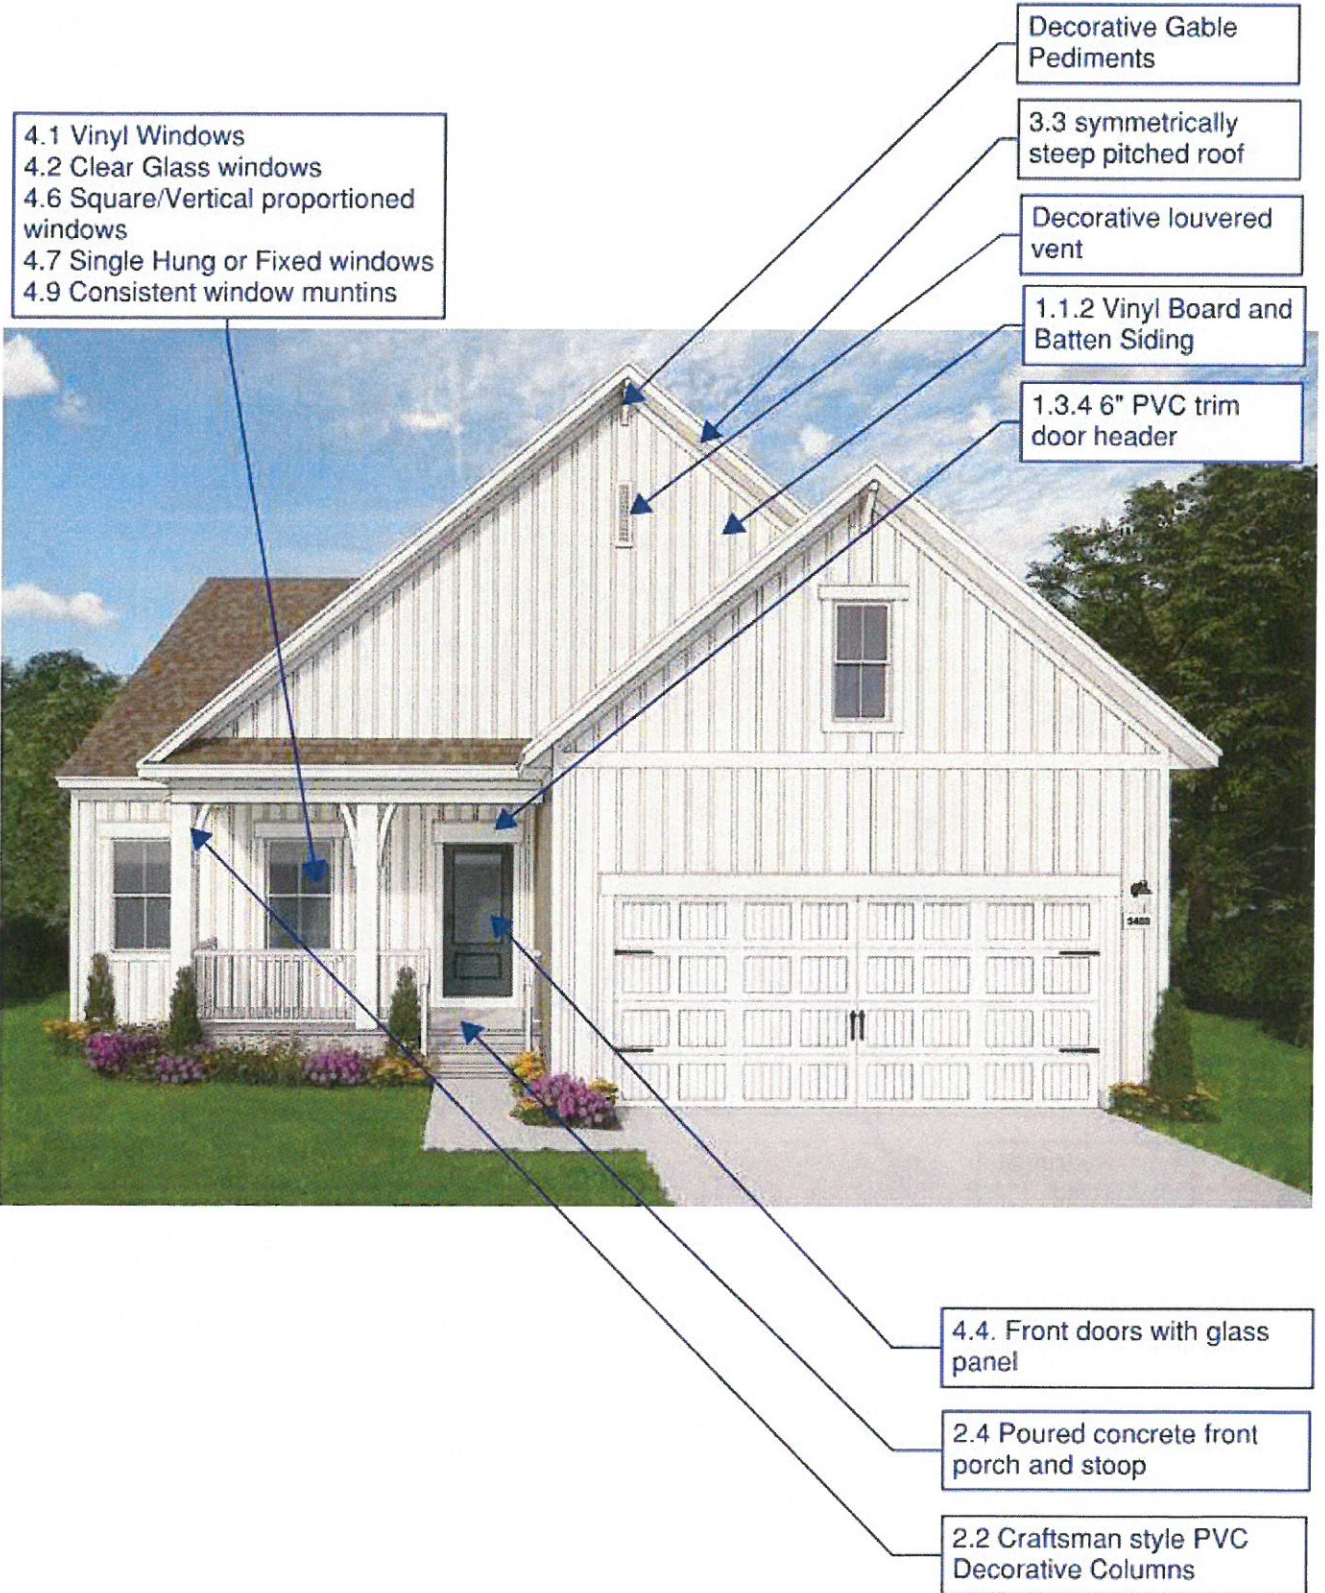 Decorative Gable
Pediments
4.1 Vinyl Windows
4.2 Clear Glass windows
4.6 Square/Vertical proportioned
windows
4.7 Single Hung or Fixed windows
4.9 Consistent window muntins
3.3 symmetrically
steep pitched roof
Decorative louvered
vent
1.1.2 Vinyl Board and
Batten Siding
1.3.4 6" PVC trim
door header
4.4. Front doors with glass
panel
2.4 Poured concrete front
porch and stoop
2.2 Craftsman style PVC
Decorative Columns